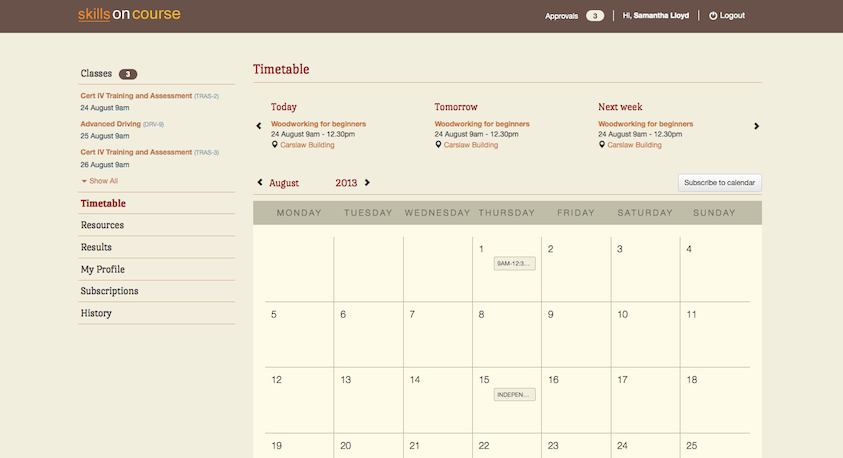 skillsoncourse
Approvals 3 Hi, Samantha Lloyd Logout
Classes 3
Cert IV Training and Assessment (TRAS-2)
24 August 9am
Advanced Driving (DRV-9)
25 August 9am
Cert IV Training and Assessment (TRAS-3)
26 August 9am
Show All
Timetable
Resources
Results
My Profile
Subscriptions
History
Timetable
Today Tomorrow Next week
Woodworking for beginners Woodworking for beginners Woodworking for beginners
24 August 9am - 12.30pm 24 August 9am - 12.30pm 24 August 9am - 12.30pm
Carslaw Building Carslaw Building Carslaw Building
August 2013 Subscribe to calendar
MONDAY TUESDAY WEDNESDAY THURSDAY FRIDAY SATURDAY SUNDAY
1 2 3 4
9AM-12:3...
5 6 7 8 9 10 11
12 13 14 15 16 17 18
INDEPEN...
19 20 21 22 23 24 25